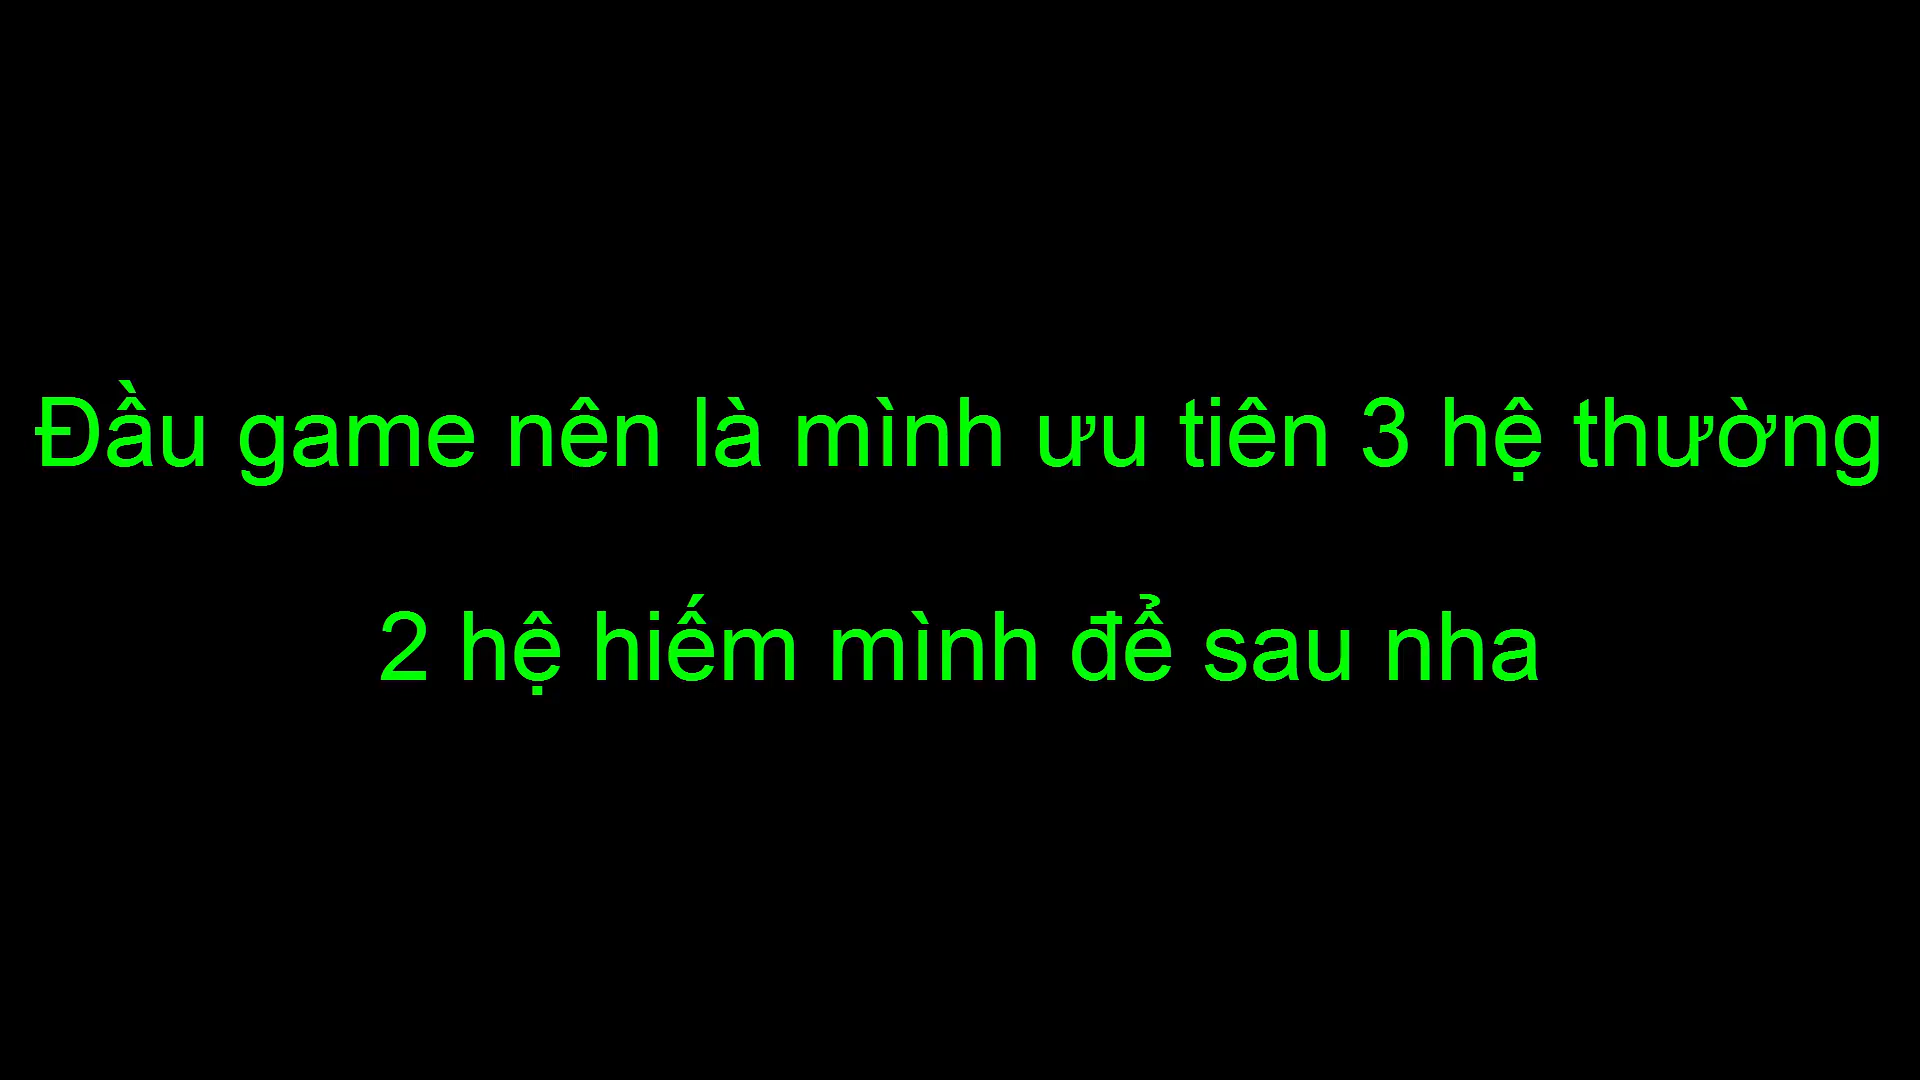 Đầu game nên là mình ưu tiên 3 hệ thường
2 hệ hiếm mình để sau nha